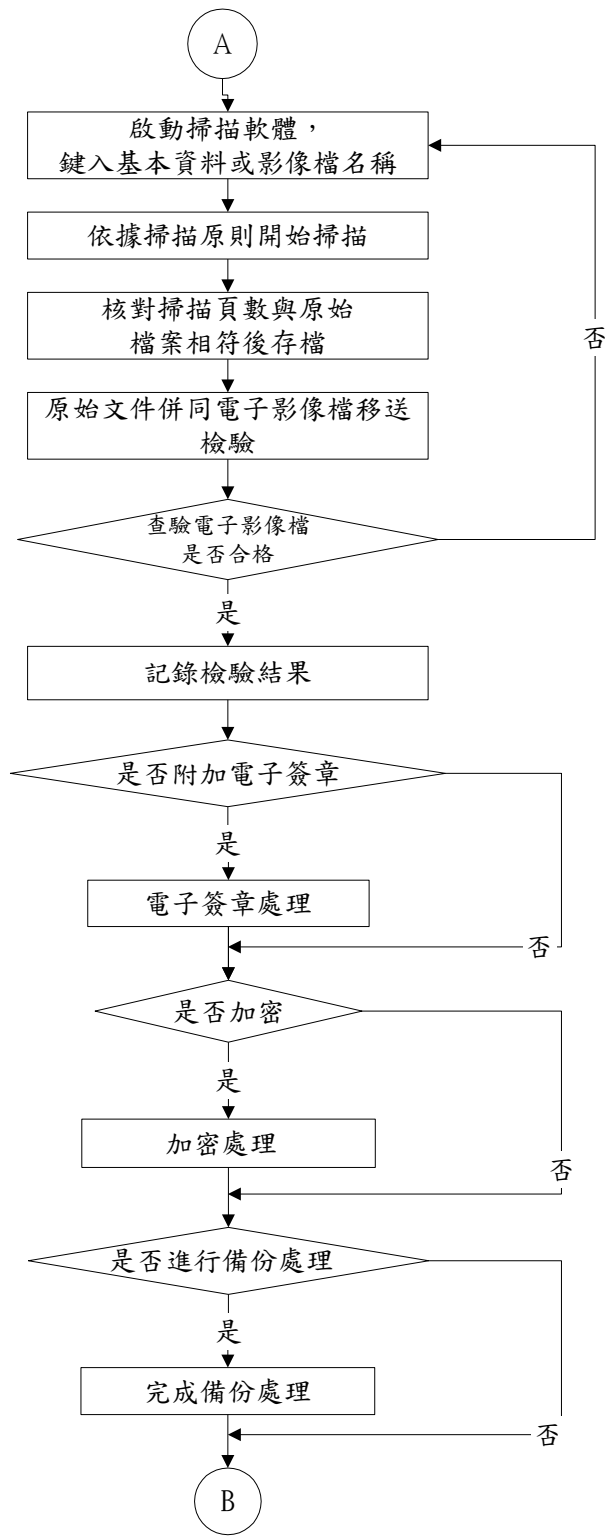 A
啟動掃描軟體，
鍵入基本資料或影像檔名稱
依據掃描原則開始掃描
核對掃描頁數與原始
檔案相符後存檔
否
原始文件併同電子影像檔移送
檢驗
查驗電子影像檔
是否合格
是
記錄檢驗結果
是否附加電子簽章
是
電子簽章處理
否
是否加密
是
加密處理
否
是否進行備份處理
是
完成備份處理
否
B